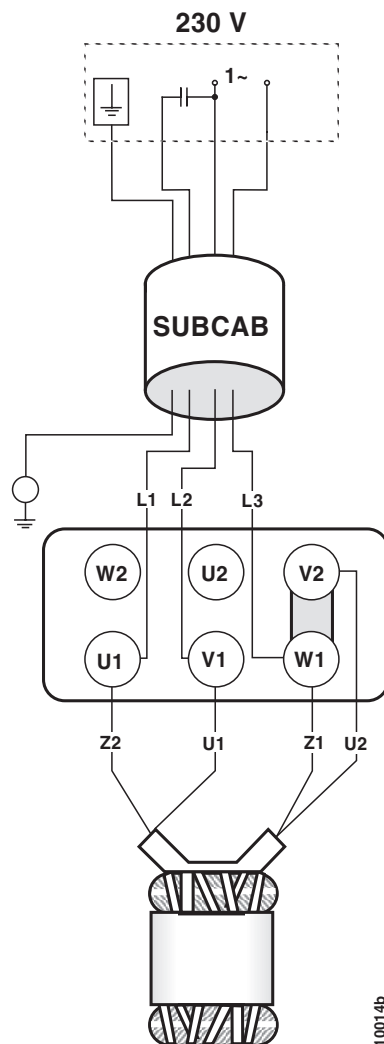 230 V
1~
SUBCAB
L1 L2 L3
W2 U2 V2
U1 V1 W1
Z2 U1 Z1 U2
10014b